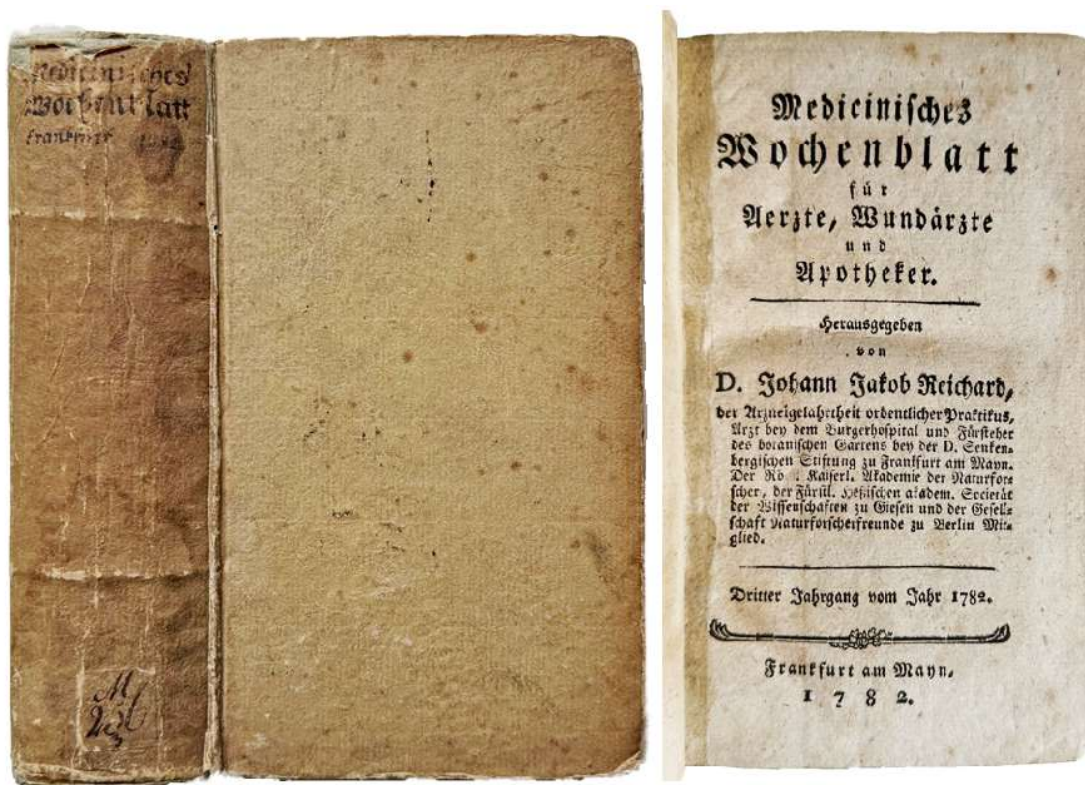 Medicinisches
Wochenblatt
Frankfurt 1782
M
Medicinisches
Wochenblatt
für
Aerzte, Wundärzte
und
Apotheker.
Herausgegeben
von
D. Johann Jakob Reichard,
der Arzneigelahrtheit ordentlicher Praktikus,
Arzt bey dem Burgerhospital und Fürsteher
des botanischen Gartens bey der D. Senken-
bergischen Stiftung zu Frankfurt am Mayn.
Der Rö . Kaiserl. Akademie der Naturfor-
scher, der Fürstl. Heßischen akadem. Societät
der Wissenschaften zu Giesen und der Gesell-
schaft Naturforscherfreunde zu Berlin Mit-
glied.
Dritter Jahrgang vom Jahr 1782.
Frankfurt am Mayn,
1782.